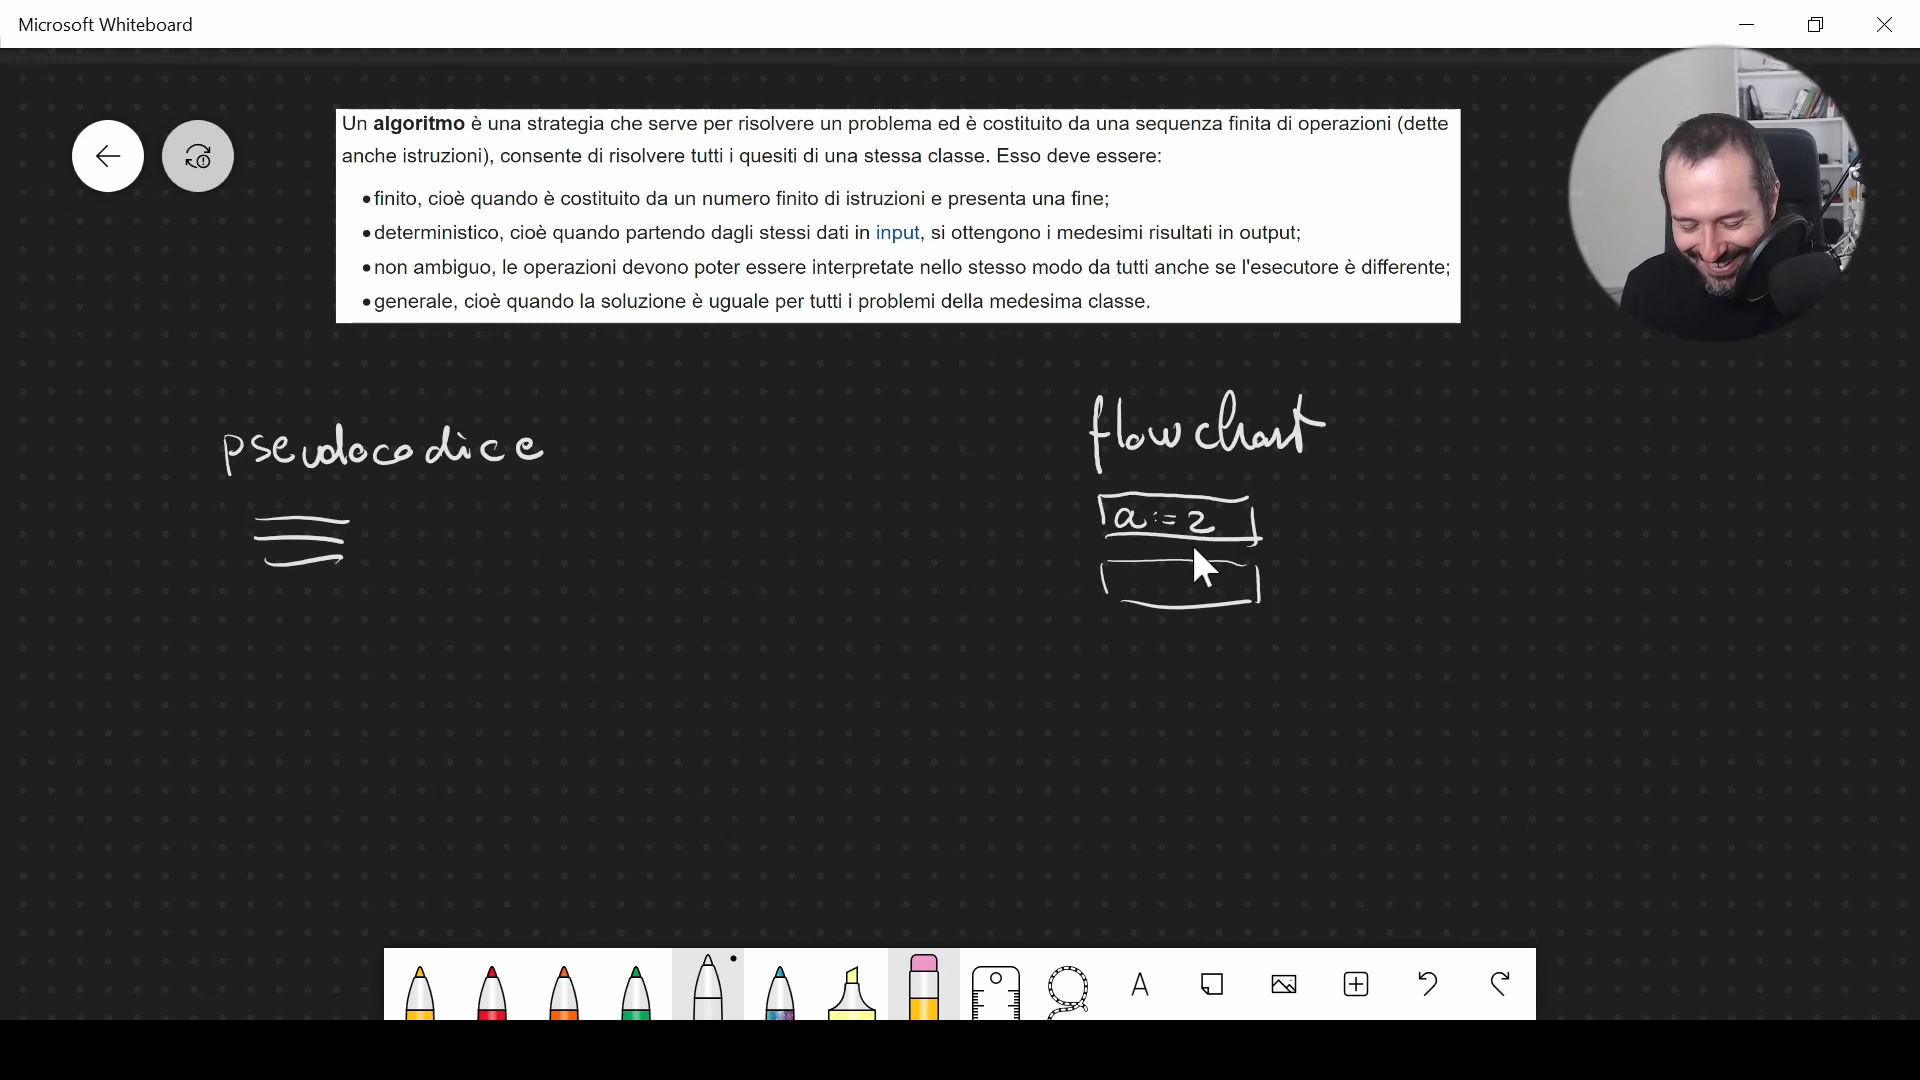 Microsoft Whiteboard
Un algoritmo è una strategia che serve per risolvere un problema ed è costituito da una sequenza finita di operazioni (dette
anche istruzioni), consente di risolvere tutti i quesiti di una stessa classe. Esso deve essere:
•finito, cioè quando è costituito da un numero finito di istruzioni e presenta una fine;
•deterministico, cioè quando partendo dagli stessi dati in input, si ottengono i medesimi risultati in output;
•non ambiguo, le operazioni devono poter essere interpretate nello stesso modo da tutti anche se l'esecutore è differente;
•generale, cioè quando la soluzione è uguale per tutti i problemi della medesima classe.
pseudocodice
flow chart
a := 2